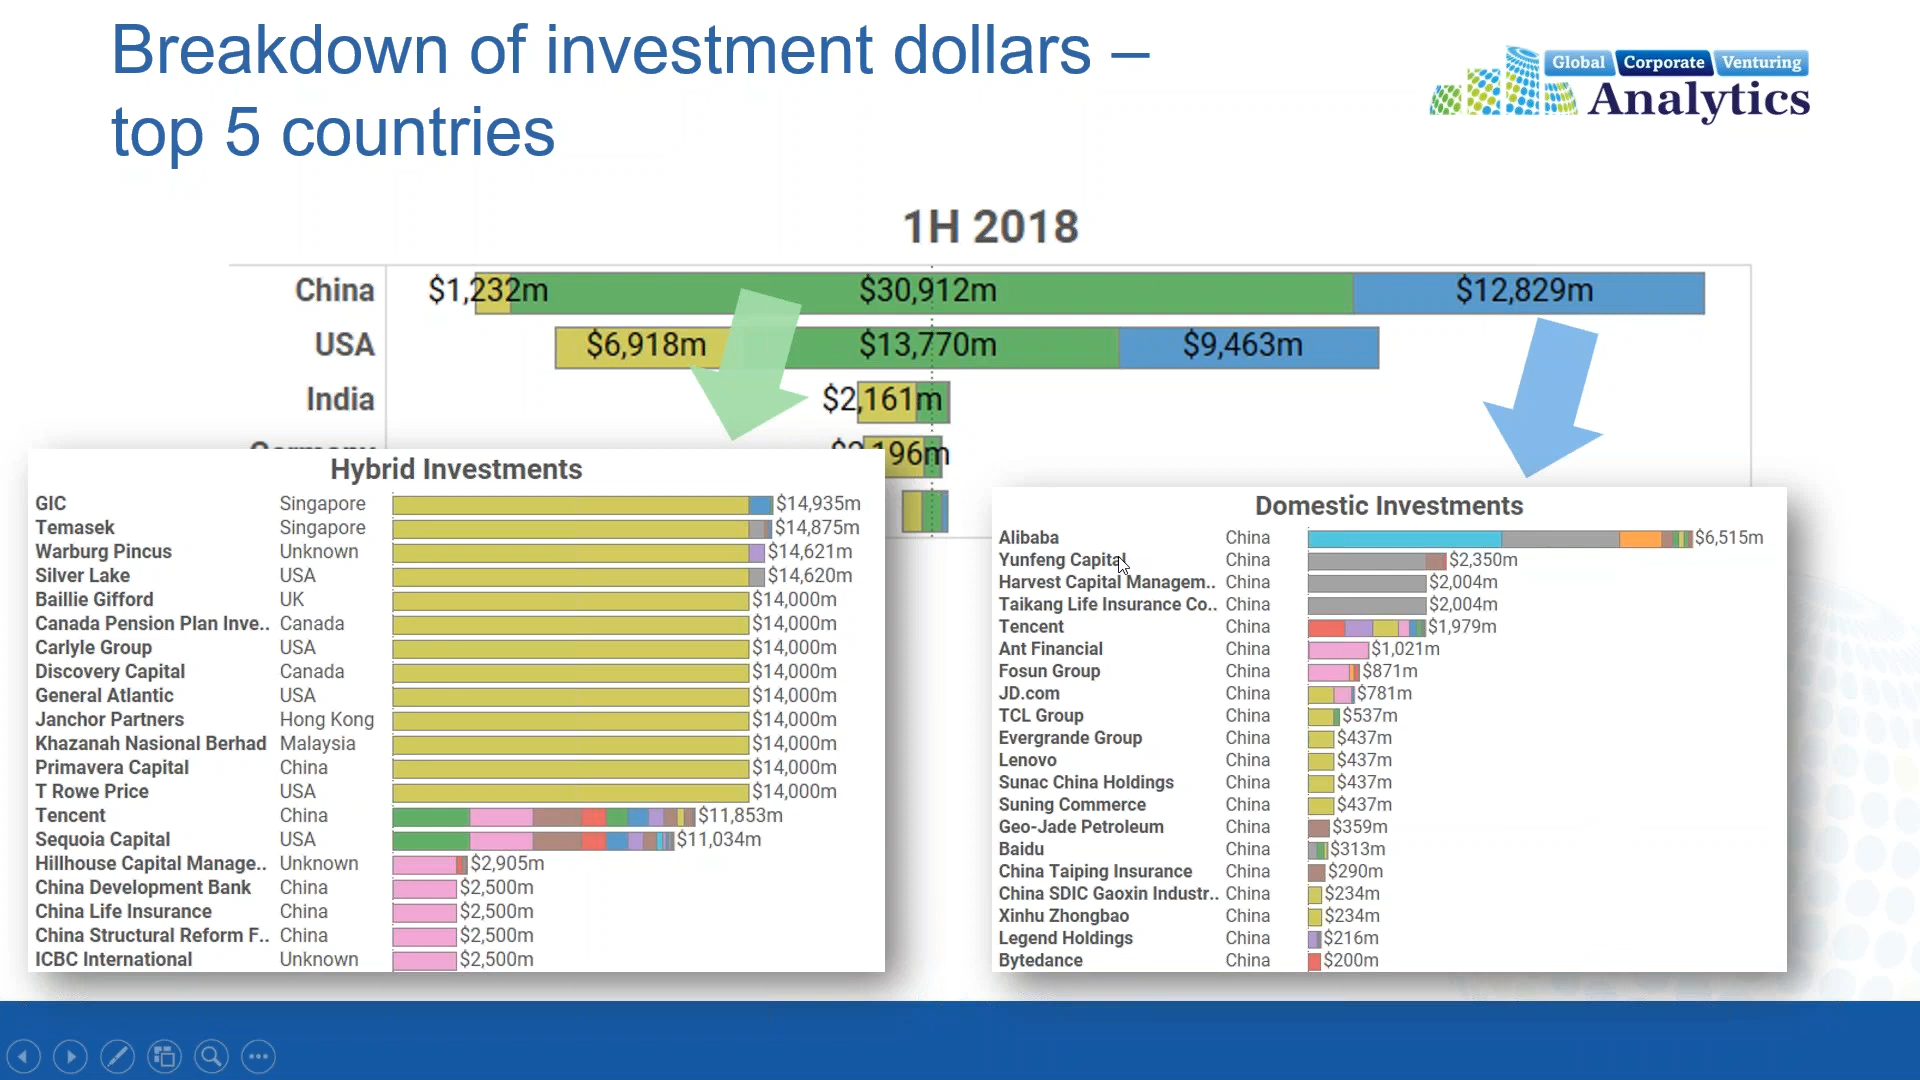 Breakdown of investment dollars –
top 5 countries
Global Corporate Venturing
Analytics
1H 2018
China $1,232m $30,912m $12,829m
USA $6,918m $13,770m $9,463m
India $2,161m
Hybrid Investments
GIC Singapore $14,935m
Temasek Singapore $14,875m
Warburg Pincus Unknown $14,621m
Silver Lake USA $14,620m
Baillie Gifford UK $14,000m
Canada Pension Plan Inve.. Canada $14,000m
Carlyle Group USA $14,000m
Discovery Capital Canada $14,000m
General Atlantic USA $14,000m
Janchor Partners Hong Kong $14,000m
Khazanah Nasional Berhad Malaysia $14,000m
Primavera Capital China $14,000m
T Rowe Price USA $14,000m
Tencent China $11,853m
Sequoia Capital USA $11,034m
Hillhouse Capital Manage.. Unknown $2,905m
China Development Bank China $2,500m
China Life Insurance China $2,500m
China Structural Reform F.. China $2,500m
ICBC International Unknown $2,500m
Domestic Investments
Alibaba China $6,515m
Yunfeng Capital China $2,350m
Harvest Capital Managem.. China $2,004m
Taikang Life Insurance Co.. China $2,004m
Tencent China $1,979m
Ant Financial China $1,021m
Fosun Group China $871m
JD.com China $781m
TCL Group China $537m
Evergrande Group China $437m
Lenovo China $437m
Sunac China Holdings China $437m
Suning Commerce China $437m
Geo-Jade Petroleum China $359m
Baidu China $313m
China Taiping Insurance China $290m
China SDIC Gaoxin Industr.. China $234m
Xinhu Zhongbao China $234m
Legend Holdings China $216m
Bytedance China $200m